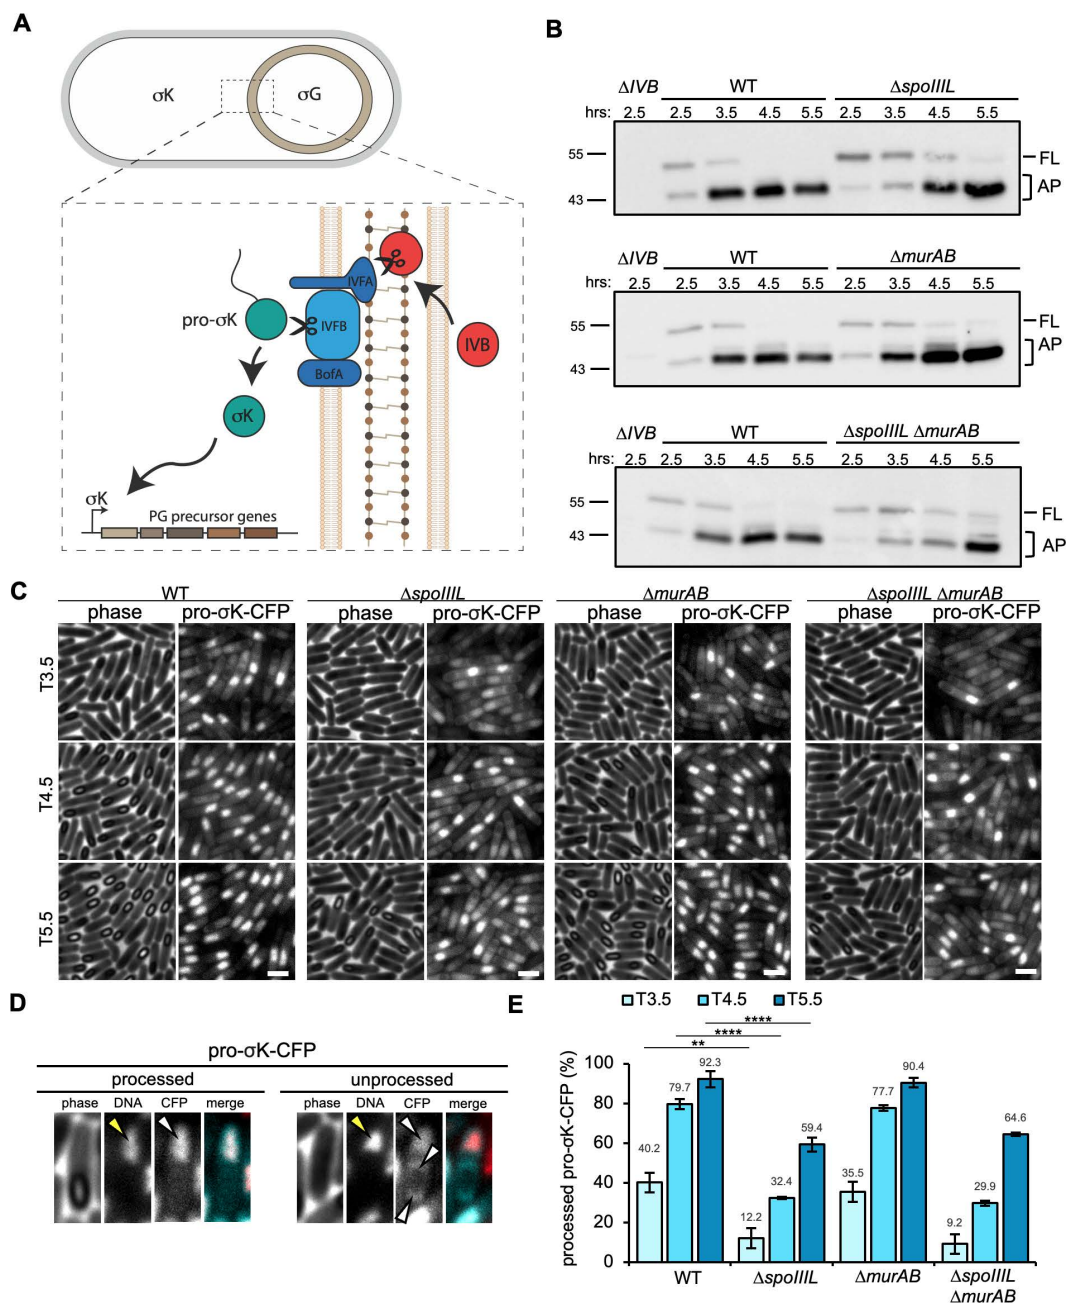 A
σK
σG
IVFA
pro-σK
IVFB
IVB
BofA
σK
σK
PG precursor genes
B
ΔIVB WT ΔspoIIIL
hrs: 2.5 2.5 3.5 4.5 5.5 2.5 3.5 4.5 5.5
55
FL
AP
43
ΔIVB WT ΔmurAB
hrs: 2.5 2.5 3.5 4.5 5.5 2.5 3.5 4.5 5.5
55
FL
AP
43
ΔIVB WT ΔspoIIIL ΔmurAB
hrs: 2.5 2.5 3.5 4.5 5.5 2.5 3.5 4.5 5.5
55
FL
43
AP
C
WT ΔspoIIIL ΔmurAB ΔspoIIIL ΔmurAB
phase pro-σK-CFP phase pro-σK-CFP phase pro-σK-CFP phase pro-σK-CFP
T3.5
T4.5
T5.5
D
pro-σK-CFP
processed unprocessed
phase DNA CFP merge phase DNA CFP merge
E
T3.5 T4.5 T5.5
****
****
**
processed pro-σK-CFP (%)
100
80
60
40
20
0
40.2 79.7 92.3
12.2 32.4 59.4
35.5 77.7 90.4
9.2 29.9 64.6
WT ΔspoIIIL ΔmurAB ΔspoIIIL
ΔmurAB